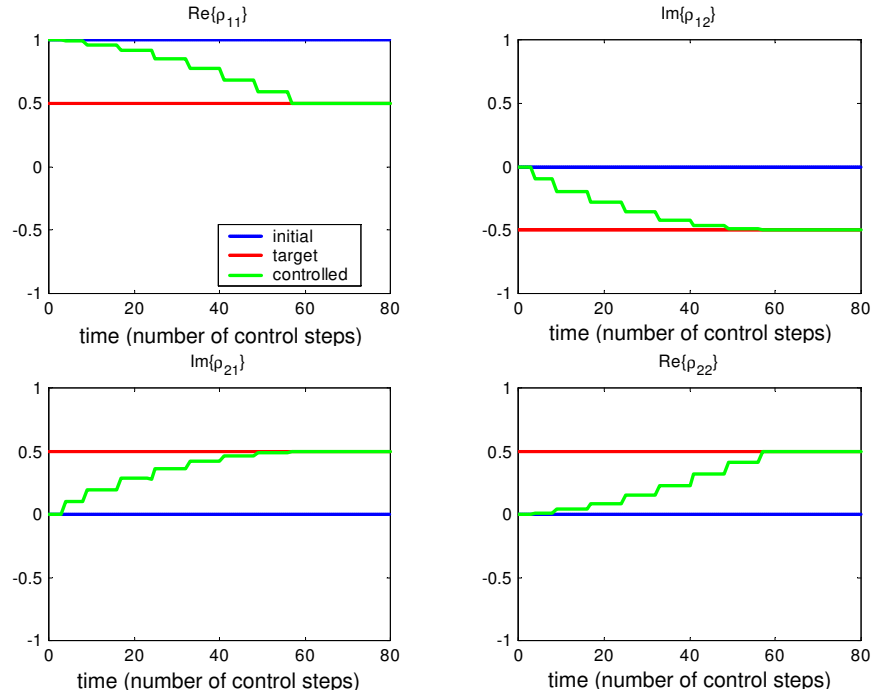 Re{ρ11}
1
0.5
0
-0.5
-1
0 20 40 60 80
time (number of control steps)
initial
target
controlled
Im{ρ12}
1
0.5
0
-0.5
-1
0 20 40 60 80
time (number of control steps)
Im{ρ21}
1
0.5
0
-0.5
-1
0 20 40 60 80
time (number of control steps)
Re{ρ22}
1
0.5
0
-0.5
-1
0 20 40 60 80
time (number of control steps)